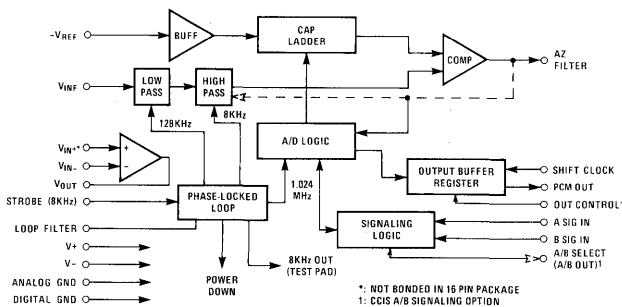 -VREF
BUFF
CAP
LADDER
COMP
AZ
FILTER
VINF
LOW
PASS
HIGH
PASS
128KHz
8KHz
A/D LOGIC
VIN+*
VIN-
+
-
VOUT
1.024
MHz
OUTPUT BUFFER
REGISTER
SHIFT CLOCK
PCM OUT
OUT CONTROL*
STROBE (8KHz)
PHASE-LOCKED
LOOP
SIGNALING
LOGIC
A SIG IN
B SIG IN
LOOP FILTER
8KHz OUT
(TEST PAD)
A/B SELECT
(A/B OUT)1
V+
V-
POWER
DOWN
ANALOG GND
DIGITAL GND
*: NOT BONDED IN 16 PIN PACKAGE
1: CCIS A/B SIGNALING OPTION